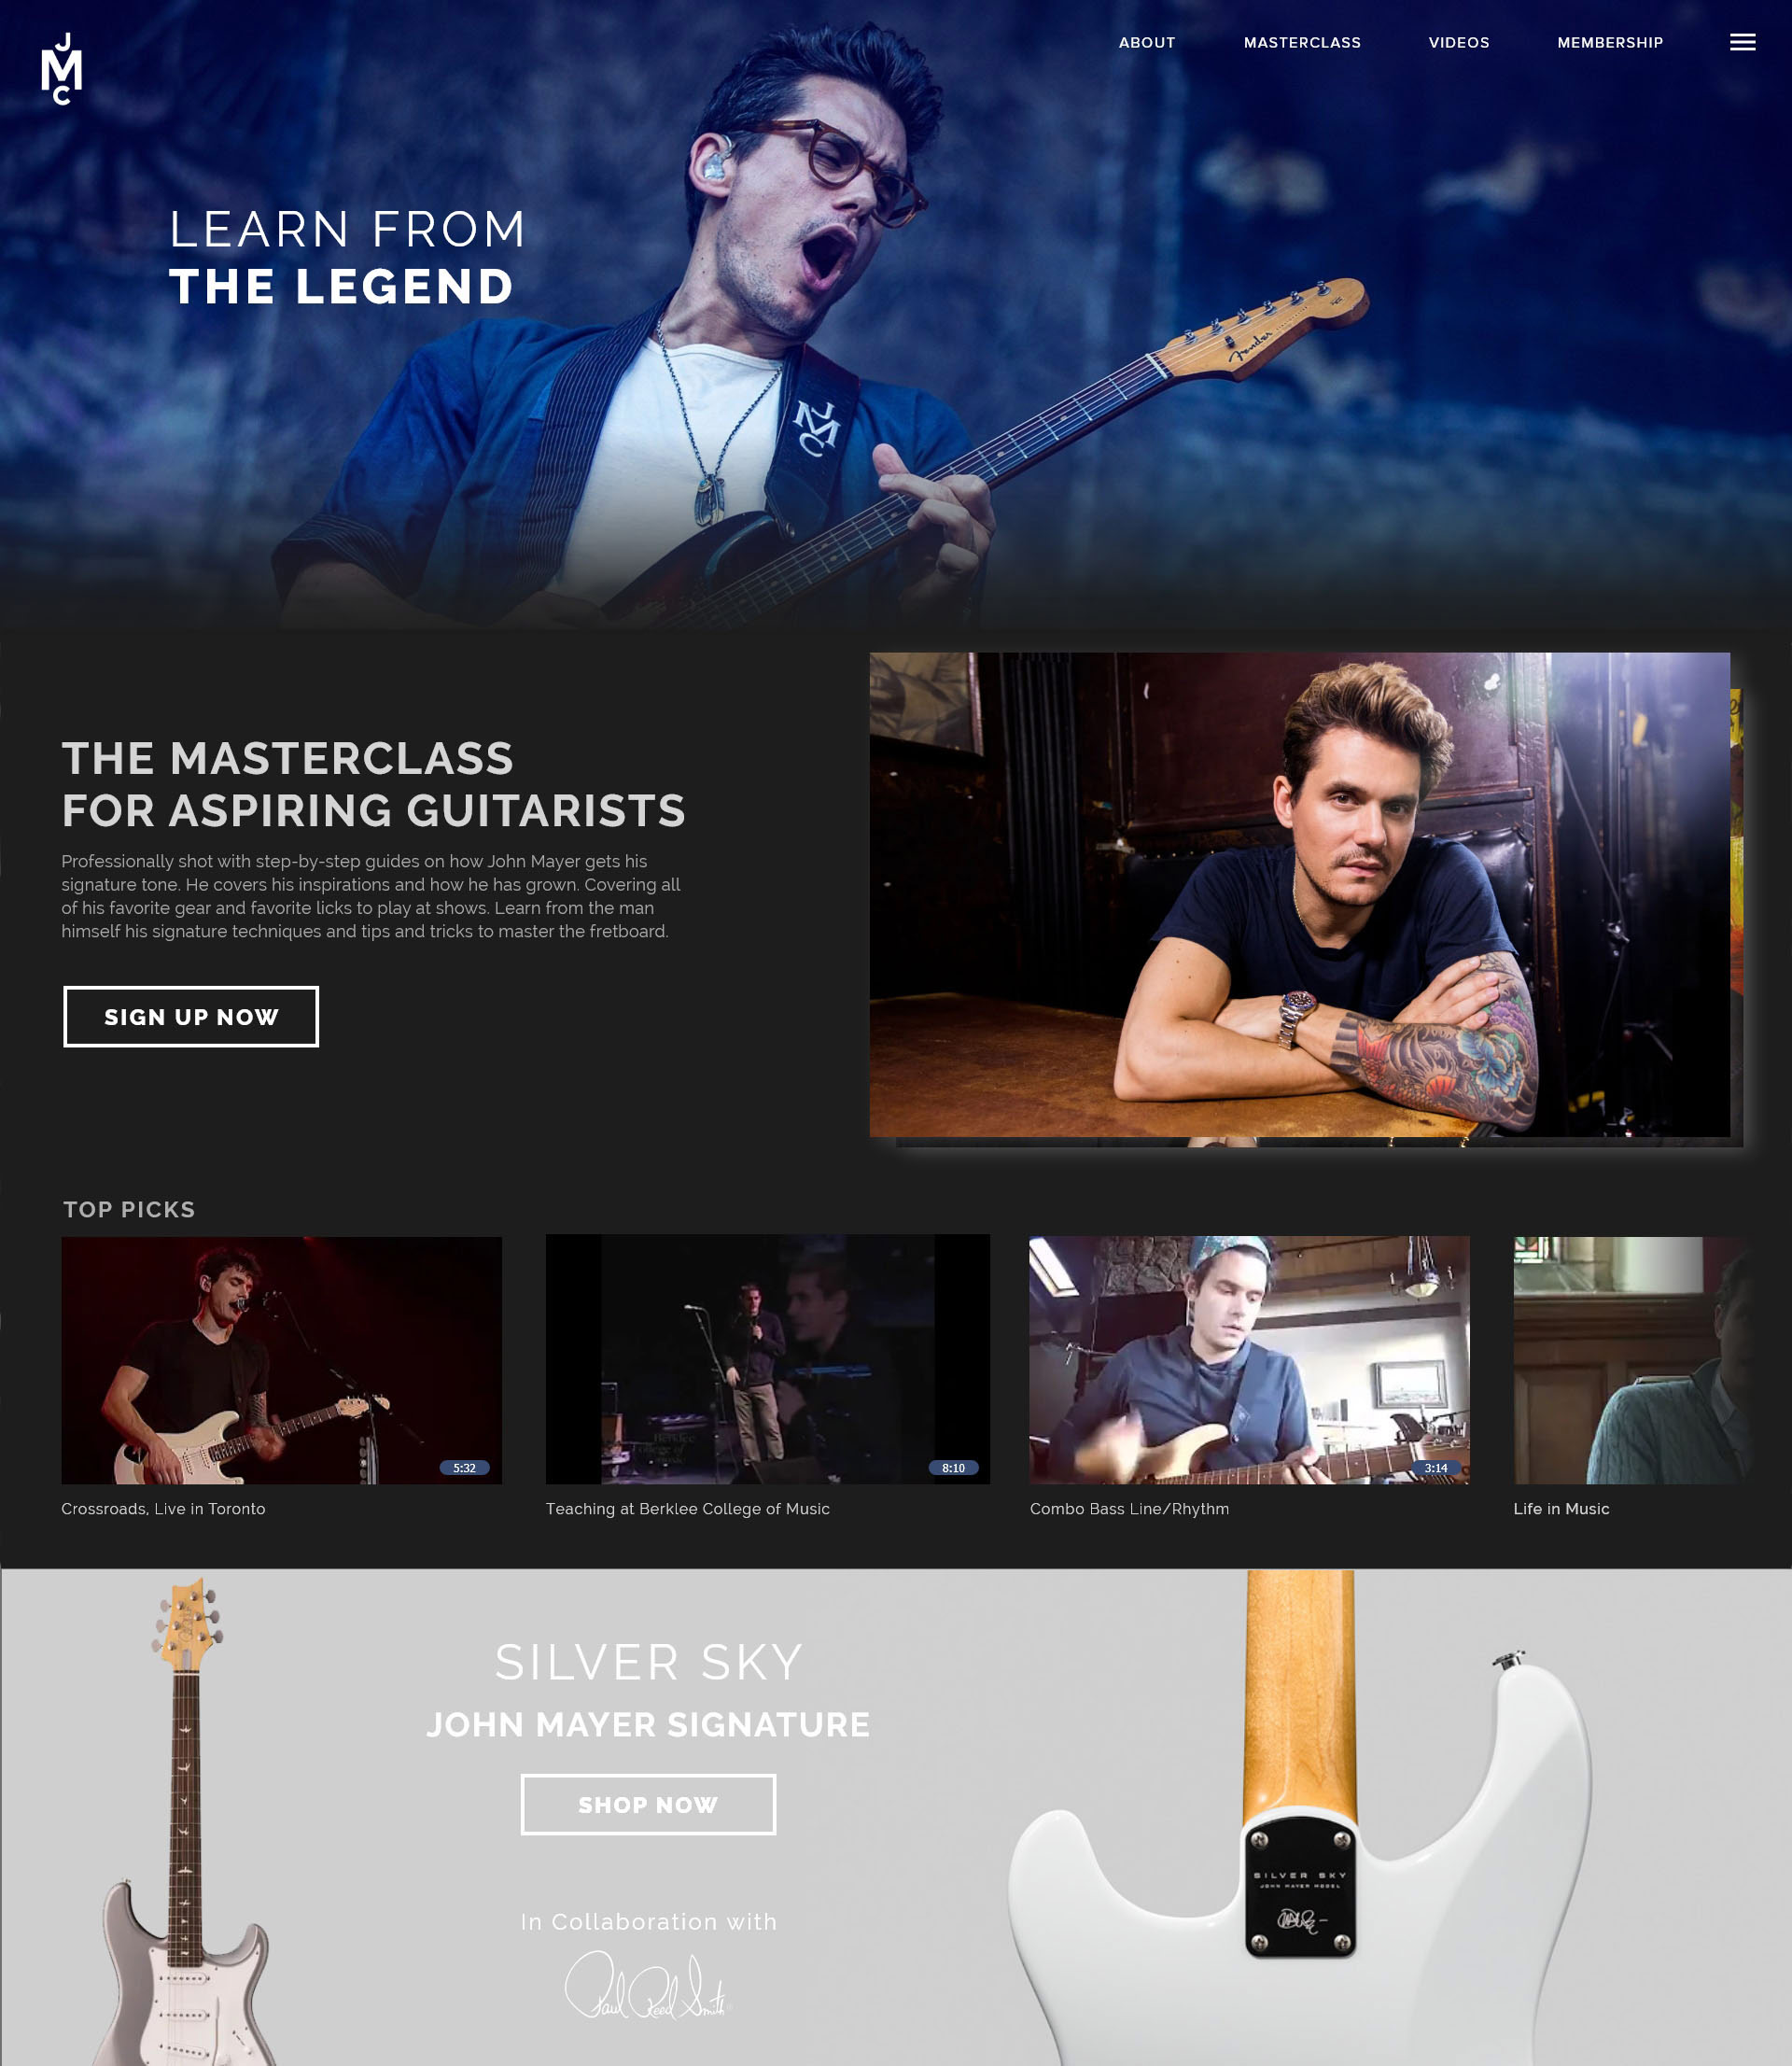 J
M
C
ABOUT
MASTERCLASS
VIDEOS
MEMBERSHIP
LEARN FROM
THE LEGEND
Fender
J
M
C
THE MASTERCLASS
FOR ASPIRING GUITARISTS
Professionally shot with step-by-step guides on how John Mayer gets his
signature tone. He covers his inspirations and how he has grown. Covering all
of his favorite gear and favorite licks to play at shows. Learn from the man
himself his signature techniques and tips and tricks to master the fretboard.
SIGN UP NOW
TOP PICKS
5:32
Berklee
College of
8:10
3:14
Crossroads, Live in Toronto
Teaching at Berklee College of Music
Combo Bass Line/Rhythm
Life in Music
SILVER SKY
JOHN MAYER SIGNATURE
SHOP NOW
SILVER SKY
JOHN MAYER MODEL
In Collaboration with
Paul Reed Smith